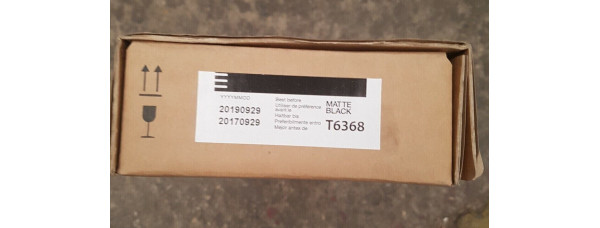 YYYYMMDD
20190929
20170929
Best before
Utiliser de préférence
avant le
Haltbar bis
Preferibilmente entro
Mejor antes de
MATTE
BLACK
T6368